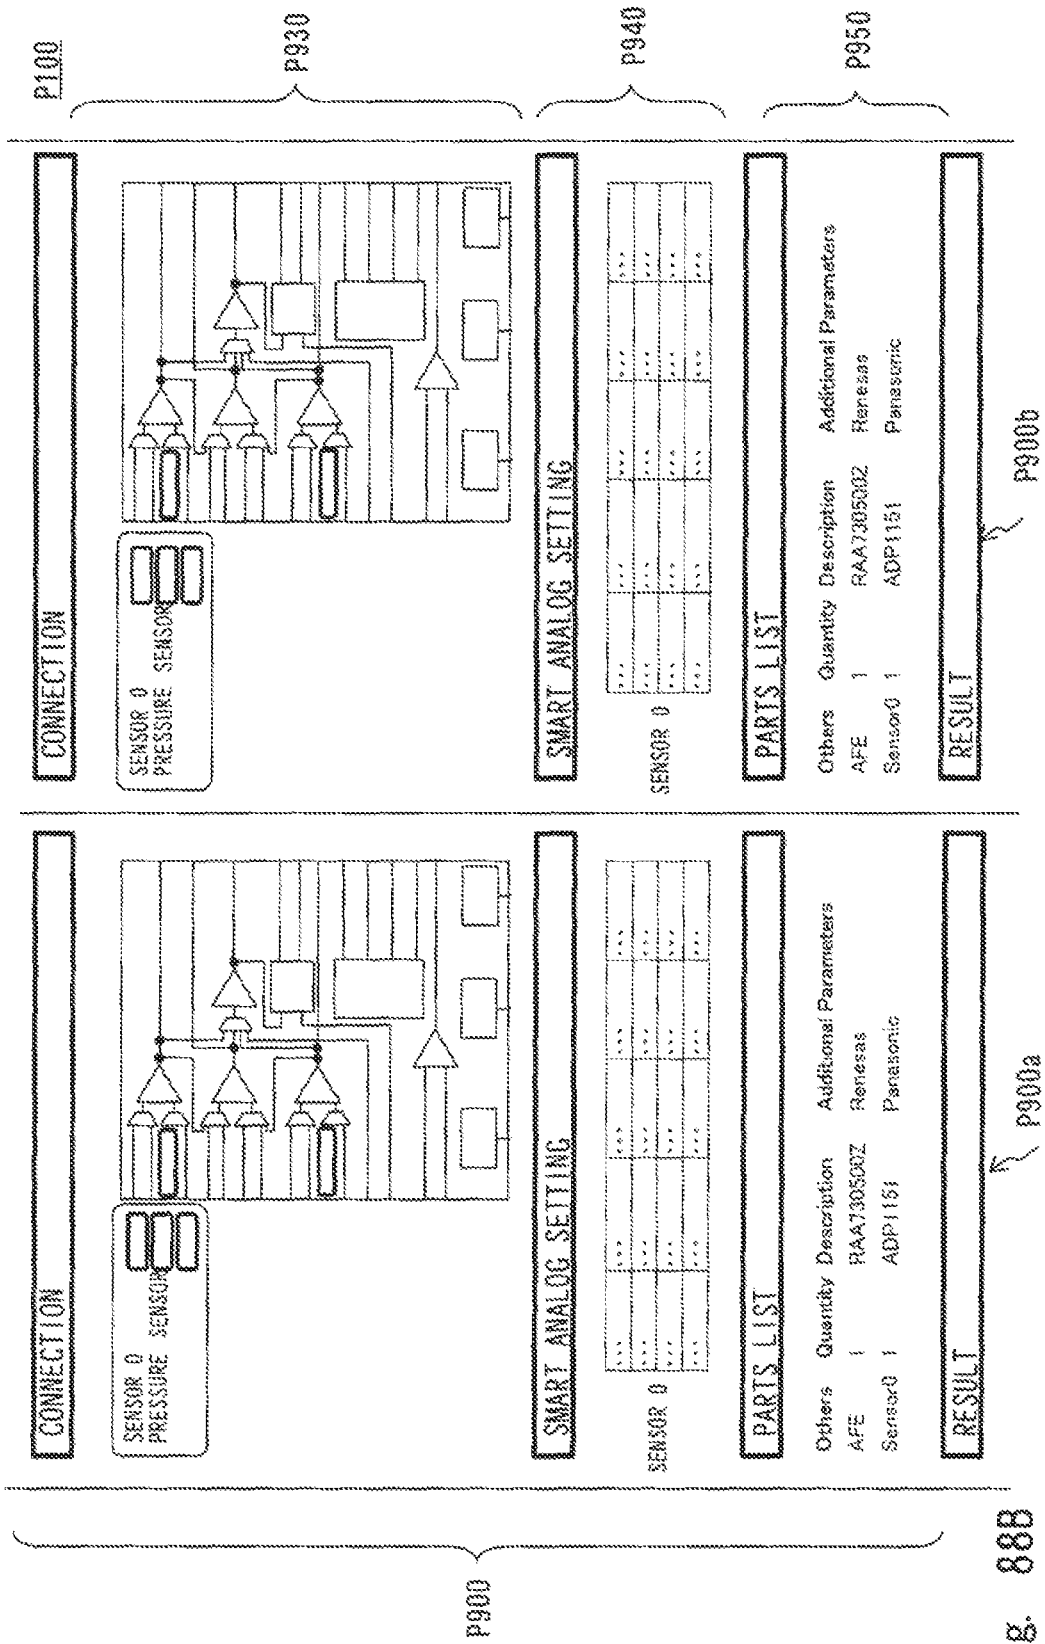 P100
P930
P940
P950
P900
CONNECTION
SENSOR 0
PRESSURE SENSOR
SMART ANALOG SETTING
SENSOR 0
... ... ... ... ...
... ... ... ... ...
... ... ... ... ...
... ... ... ... ...
PARTS LIST
Others Quantity Description Additional Parameters
AFE 1 RAA730500Z Renesas
Sensor0 1 ADP1151 Panasonic
RESULT
P900a
CONNECTION
SENSOR 0
PRESSURE SENSOR
SMART ANALOG SETTING
SENSOR 0
... ... ... ... ...
... ... ... ... ...
... ... ... ... ...
... ... ... ... ...
PARTS LIST
Others Quantity Description Additional Parameters
AFE 1 RAA730500Z Renesas
Sensor0 1 ADP1151 Panasonic
RESULT
P900b
g. 88B